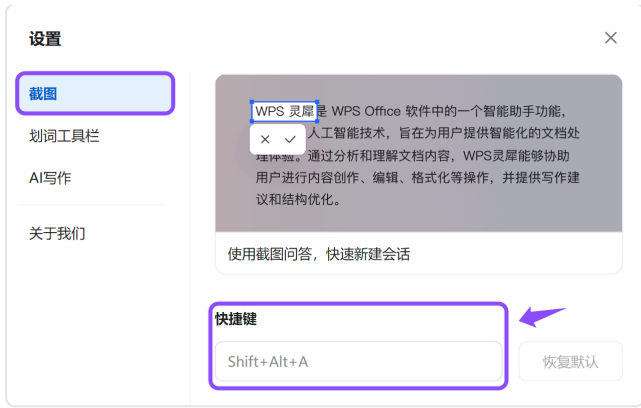 设置
截图
划词工具栏
AI写作
关于我们
WPS 灵犀是 WPS Office 软件中的一个智能助手功能，
人工智能技术，旨在为用户提供智能化的文档处
理体验。通过分析和理解文档内容，WPS灵犀能够协助
用户进行内容创作、编辑、格式化等操作，并提供写作建
议和结构优化。
使用截图问答，快速新建会话
快捷键
Shift+Alt+A
恢复默认